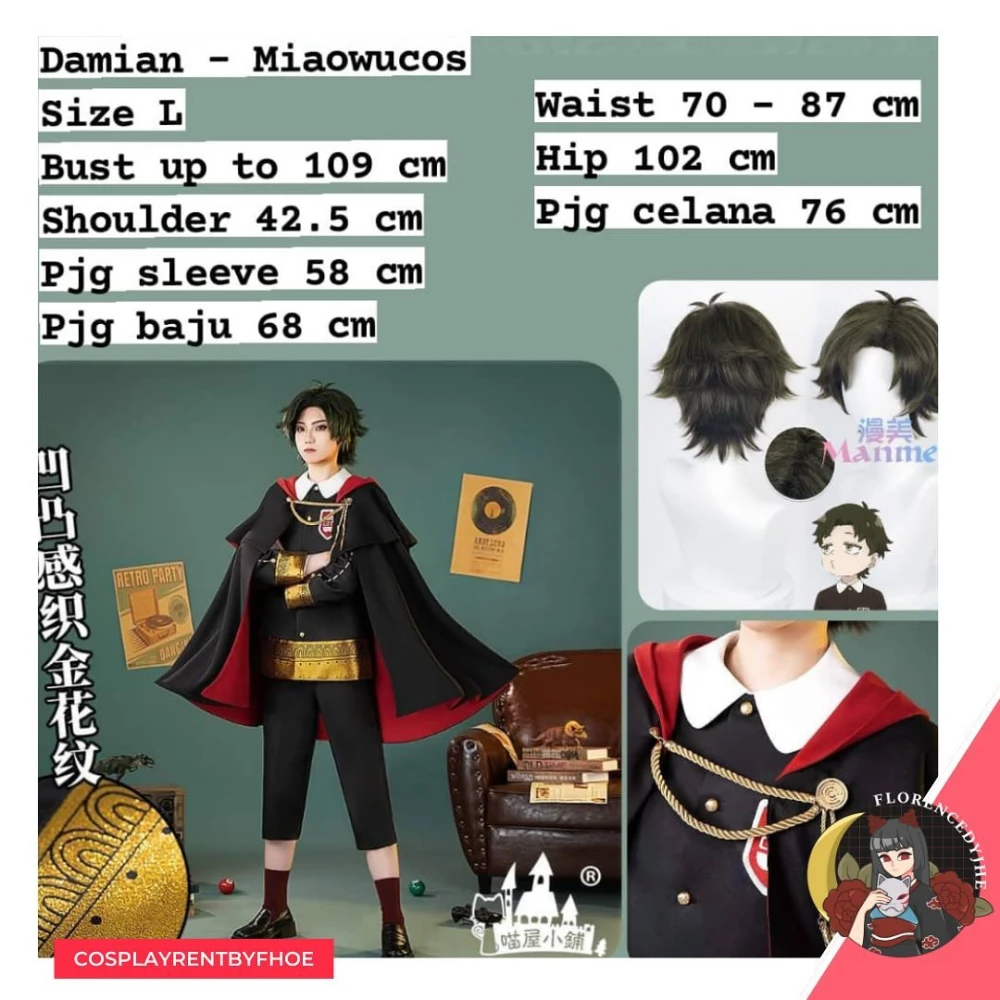 Damian - Miaowucos
Size L
Bust up to 109 cm
Shoulder 42.5 cm
Pjg sleeve 58 cm
Pjg baju 68 cm
Waist 70 - 87 cm
Hip 102 cm
Pjg celana 76 cm
漫美
Manme
凹凸感织金花纹
RETRO PARTY
®
喵屋小鋪
FLORENCEDYJHE
COSPLAYRENTBYFHOE